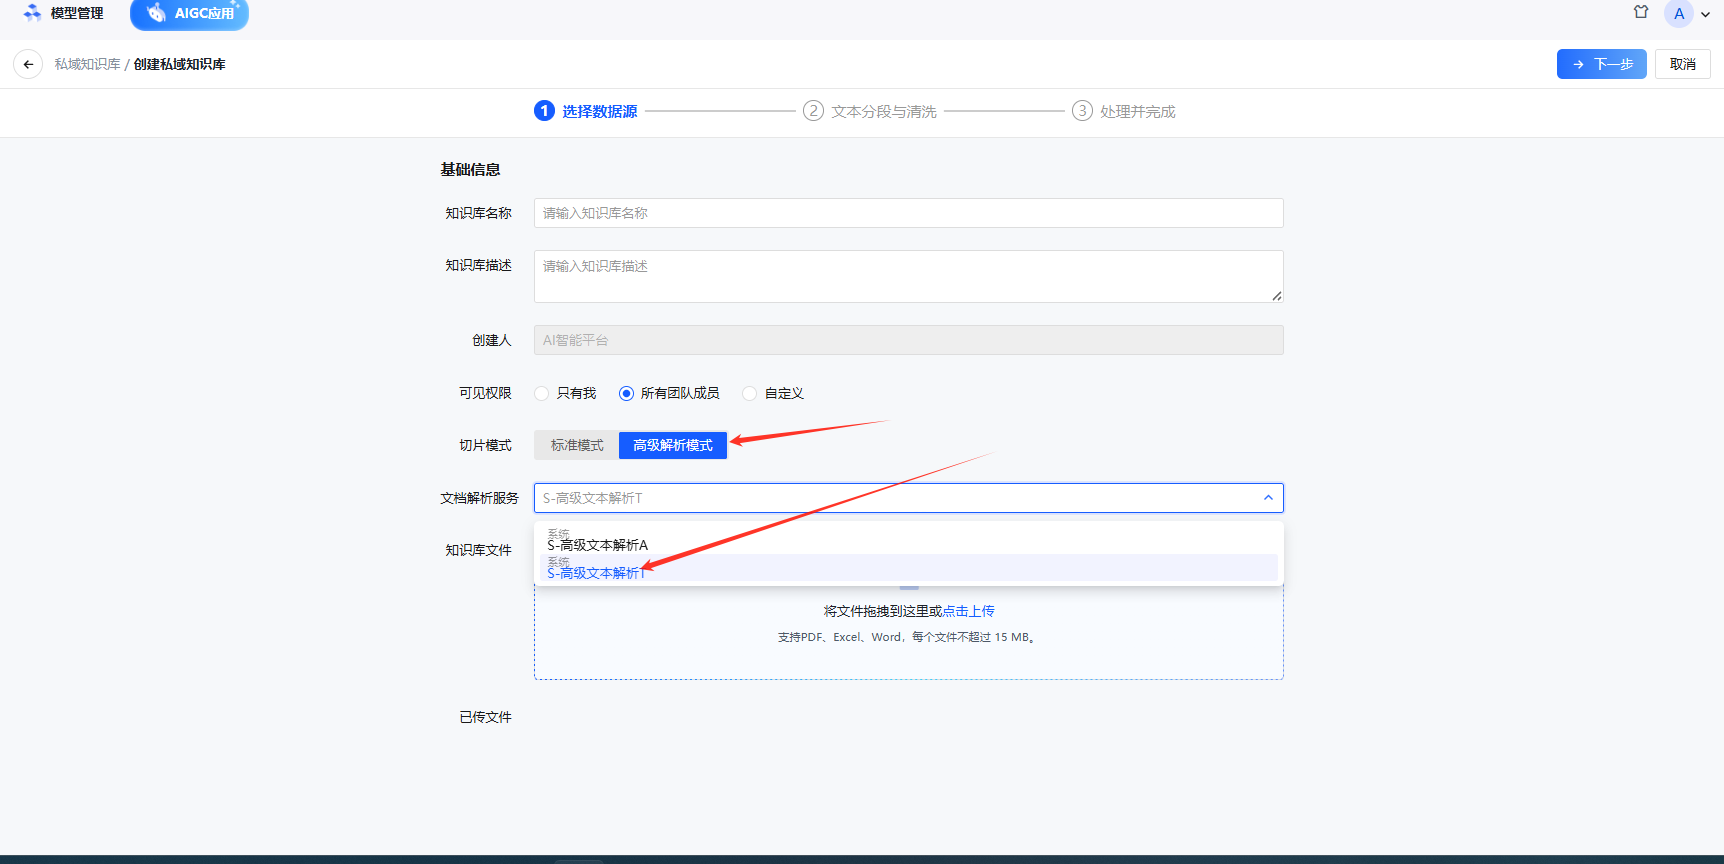 模型管理
AIGC应用
A
私域知识库 / 创建私域知识库
下一步
取消
1 选择数据源
2 文本分段与清洗
3 处理并完成
基础信息
知识库名称
请输入知识库名称
知识库描述
请输入知识库描述
创建人
AI智能平台
可见权限
只有我
所有团队成员
自定义
切片模式
标准模式
高级解析模式
文档解析服务
S-高级文本解析T
系统
S-高级文本解析A
系统
S-高级文本解析T
知识库文件
将文件拖拽到这里或点击上传
支持PDF、Excel、Word，每个文件不超过 15 MB。
已传文件